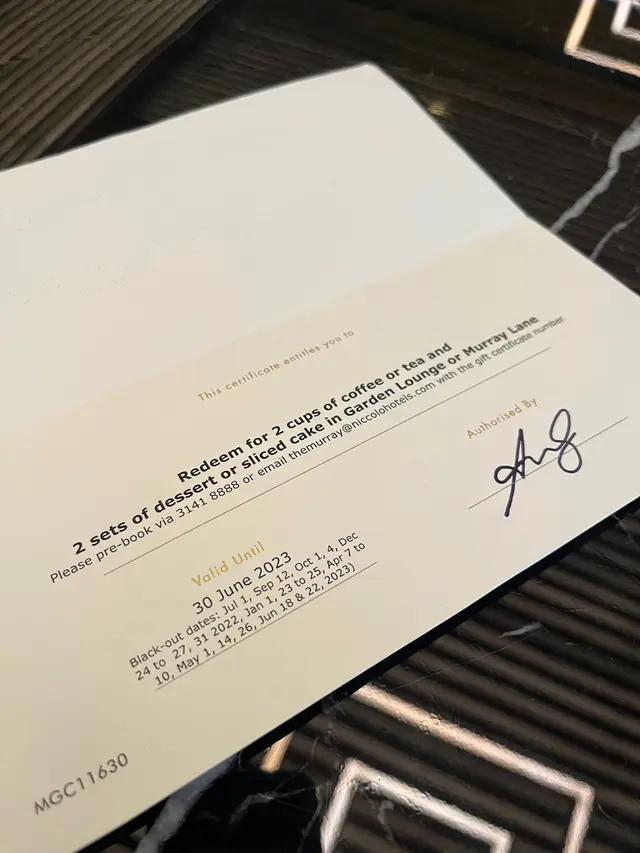 This certificate entitles you to
Redeem for 2 cups of coffee or tea and
2 sets of dessert or sliced cake in Garden Lounge or Murray Lane
Please pre-book via 3141 8888 or email themurray@niccolohotels.com with the gift certificate number
Authorised By
Valid Until
30 June 2023
Black-out dates: Jul 1, Sep 12, Oct 1, 4, Dec
24 to 27, 31 2022, Jan 1, 23 to 25, Apr 7 to
10, May 1, 14, 26, Jun 18 & 22, 2023)
MGC11630